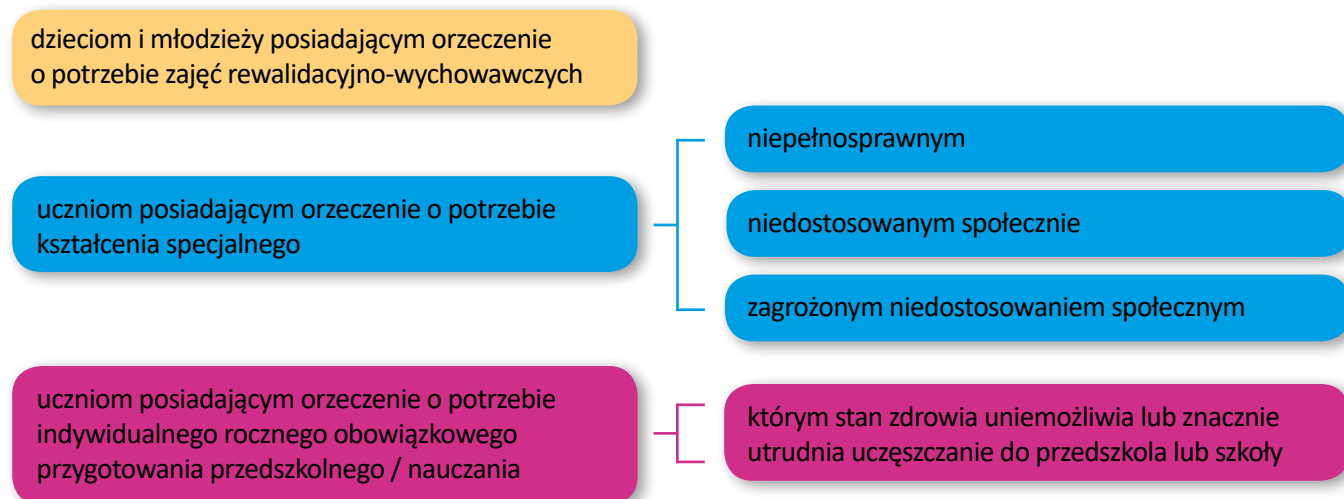 dzieciom i młodzieży posiadającym orzeczenie
o potrzebie zajęć rewalidacyjno-wychowawczych
uczniom posiadającym orzeczenie o potrzebie
kształcenia specjalnego
niepełnosprawnym
niedostosowanym społecznie
zagrożonym niedostosowaniem społecznym
uczniom posiadającym orzeczenie o potrzebie
indywidualnego rocznego obowiązkowego
przygotowania przedszkolnego / nauczania
którym stan zdrowia uniemożliwia lub znacznie
utrudnia uczęszczanie do przedszkola lub szkoły